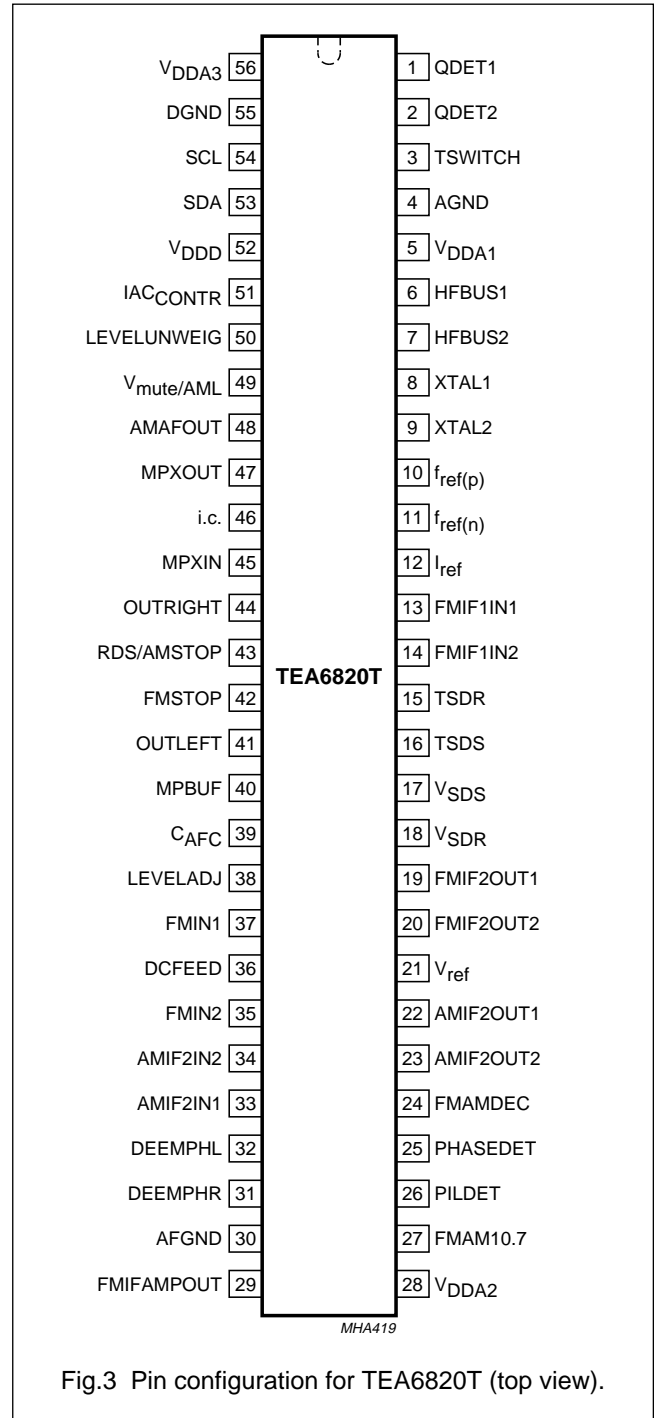 VDDA3 56 1 QDET1
DGND 55 2 QDET2
SCL 54 3 TSWITCH
SDA 53 4 AGND
VDDD 52 5 VDDA1
IACCONTR 51 6 HFBUS1
LEVELUNWEIG 50 7 HFBUS2
Vmute/AML 49 8 XTAL1
AMAFOUT 48 9 XTAL2
MPXOUT 47 10 fref(p)
i.c. 46 11 fref(n)
MPXIN 45 12 Iref
OUTRIGHT 44 13 FMIF1IN1
RDS/AMSTOP 43 14 FMIF1IN2
TEA6820T
FMSTOP 42 15 TSDR
OUTLEFT 41 16 TSDS
MPBUF 40 17 VSDS
CAFC 39 18 VSDR
LEVELADJ 38 19 FMIF2OUT1
FMIN1 37 20 FMIF2OUT2
DCFEED 36 21 Vref
FMIN2 35 22 AMIF2OUT1
AMIF2IN2 34 23 AMIF2OUT2
AMIF2IN1 33 24 FMAMDEC
DEEMPHL 32 25 PHASEDET
DEEMPHR 31 26 PILDET
AFGND 30 27 FMAM10.7
FMIFAMPOUT 29 28 VDDA2
MHA419
Fig.3 Pin configuration for TEA6820T (top view).